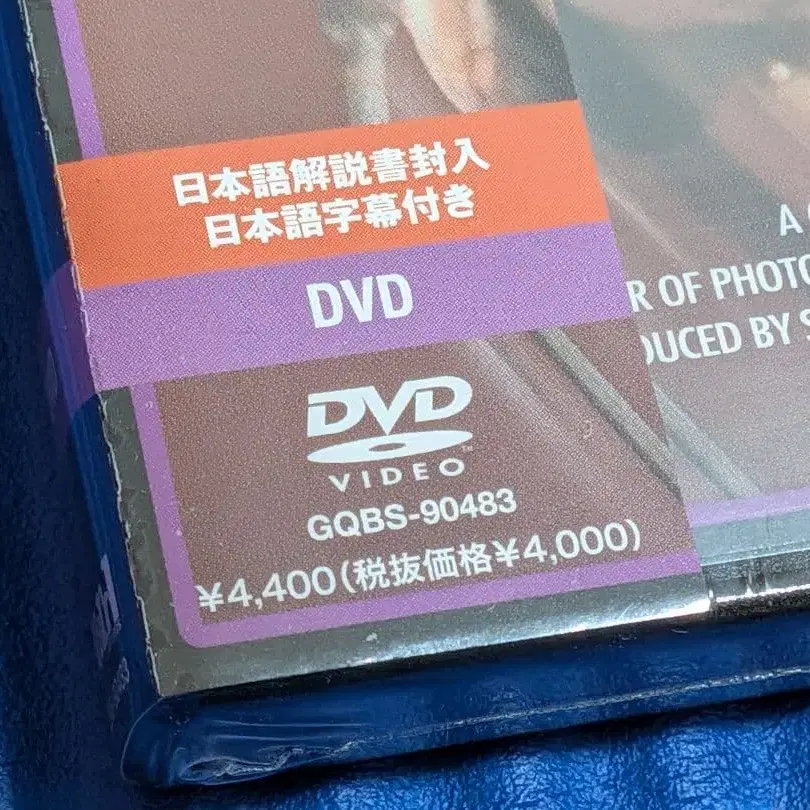 日本語解説書封入
日本語字幕付き
DVD
DVD
VIDEO
GQBS-90483
¥4,400(税抜価格¥4,000)
A
R OF PHOTO
DUCED BY S